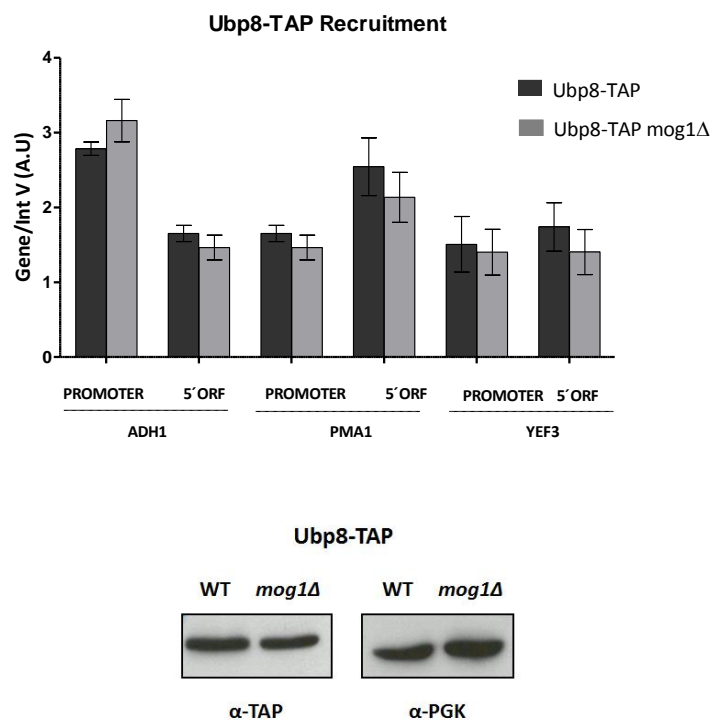 Ubp8-TAP Recruitment
Gene/Int V (A.U)
4
3
2
1
0
Ubp8-TAP
Ubp8-TAP mog1Δ
PROMOTER 5´ORF PROMOTER 5´ORF PROMOTER 5´ORF
ADH1 PMA1 YEF3
Ubp8-TAP
WT mog1Δ WT mog1Δ
α-TAP α-PGK